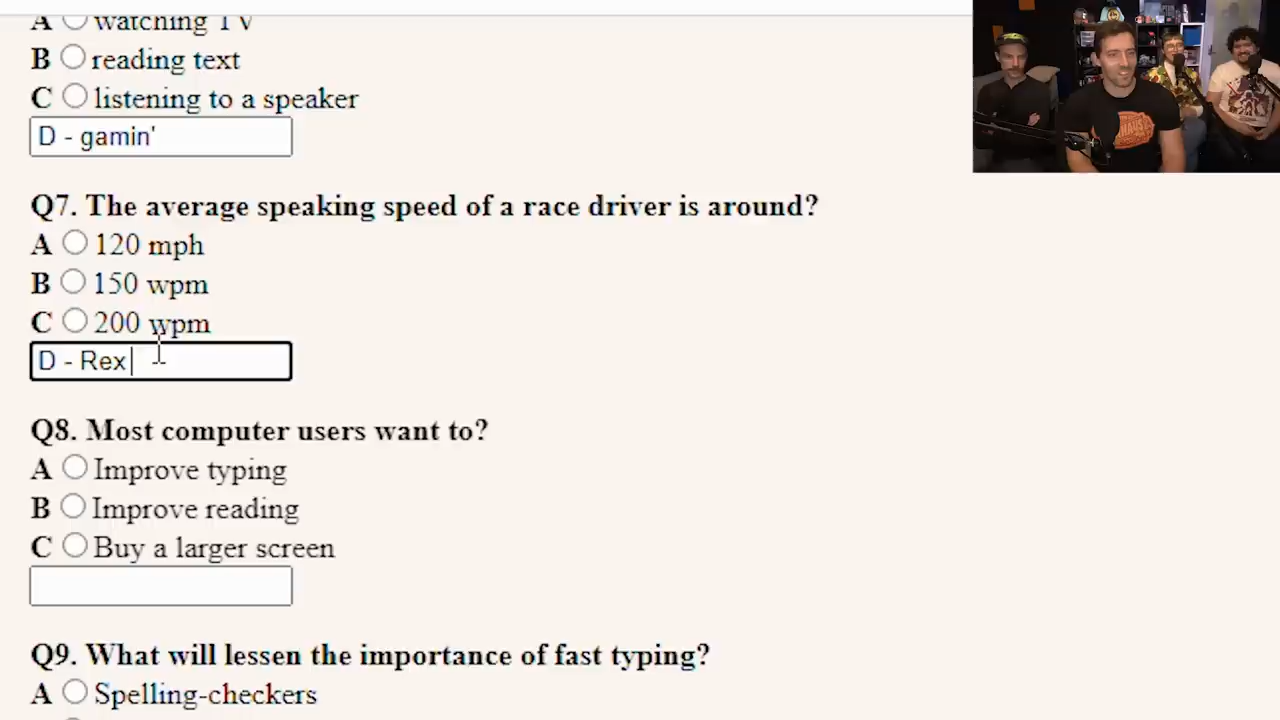 A watching TV
B reading text
C listening to a speaker
D - gamin'
Q7. The average speaking speed of a race driver is around?
A 120 mph
B 150 wpm
C 200 wpm
D - Rex
Q8. Most computer users want to?
A Improve typing
B Improve reading
C Buy a larger screen
Q9. What will lessen the importance of fast typing?
A Spelling-checkers